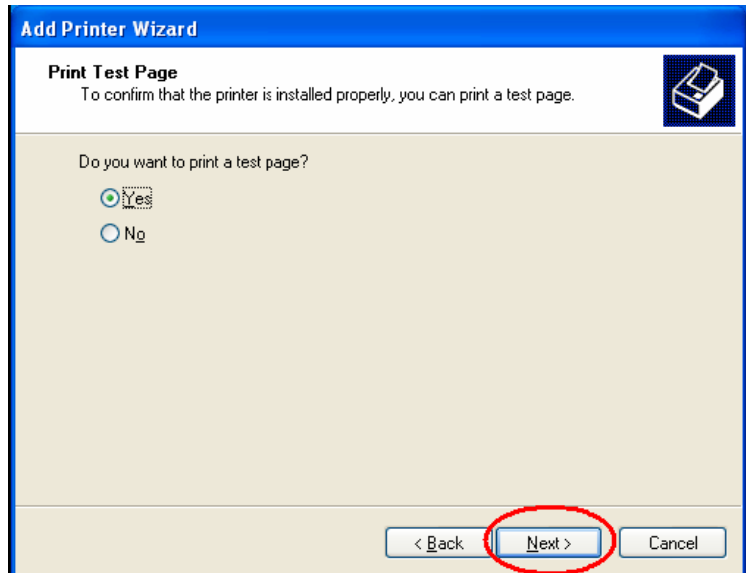 Add Printer Wizard
Print Test Page
To confirm that the printer is installed properly, you can print a test page.
Do you want to print a test page?
Yes
No
< Back Next > Cancel